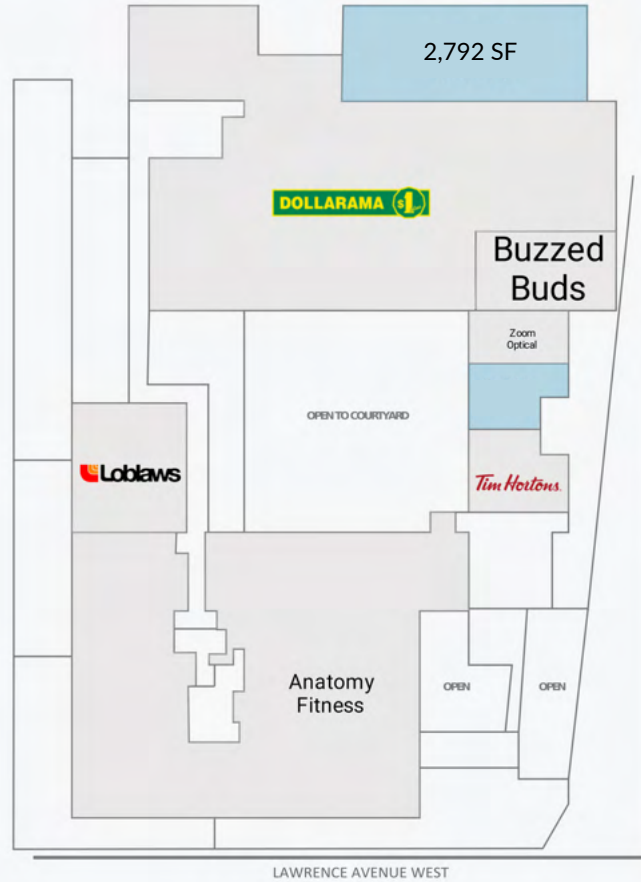 2,792 SF
DOLLARAMA $1
Buzzed
Buds
Zoom
Optical
OPEN TO COURTYARD
Loblaws
Tim Hortons.
Anatomy
Fitness
OPEN
OPEN
LAWRENCE AVENUE WEST